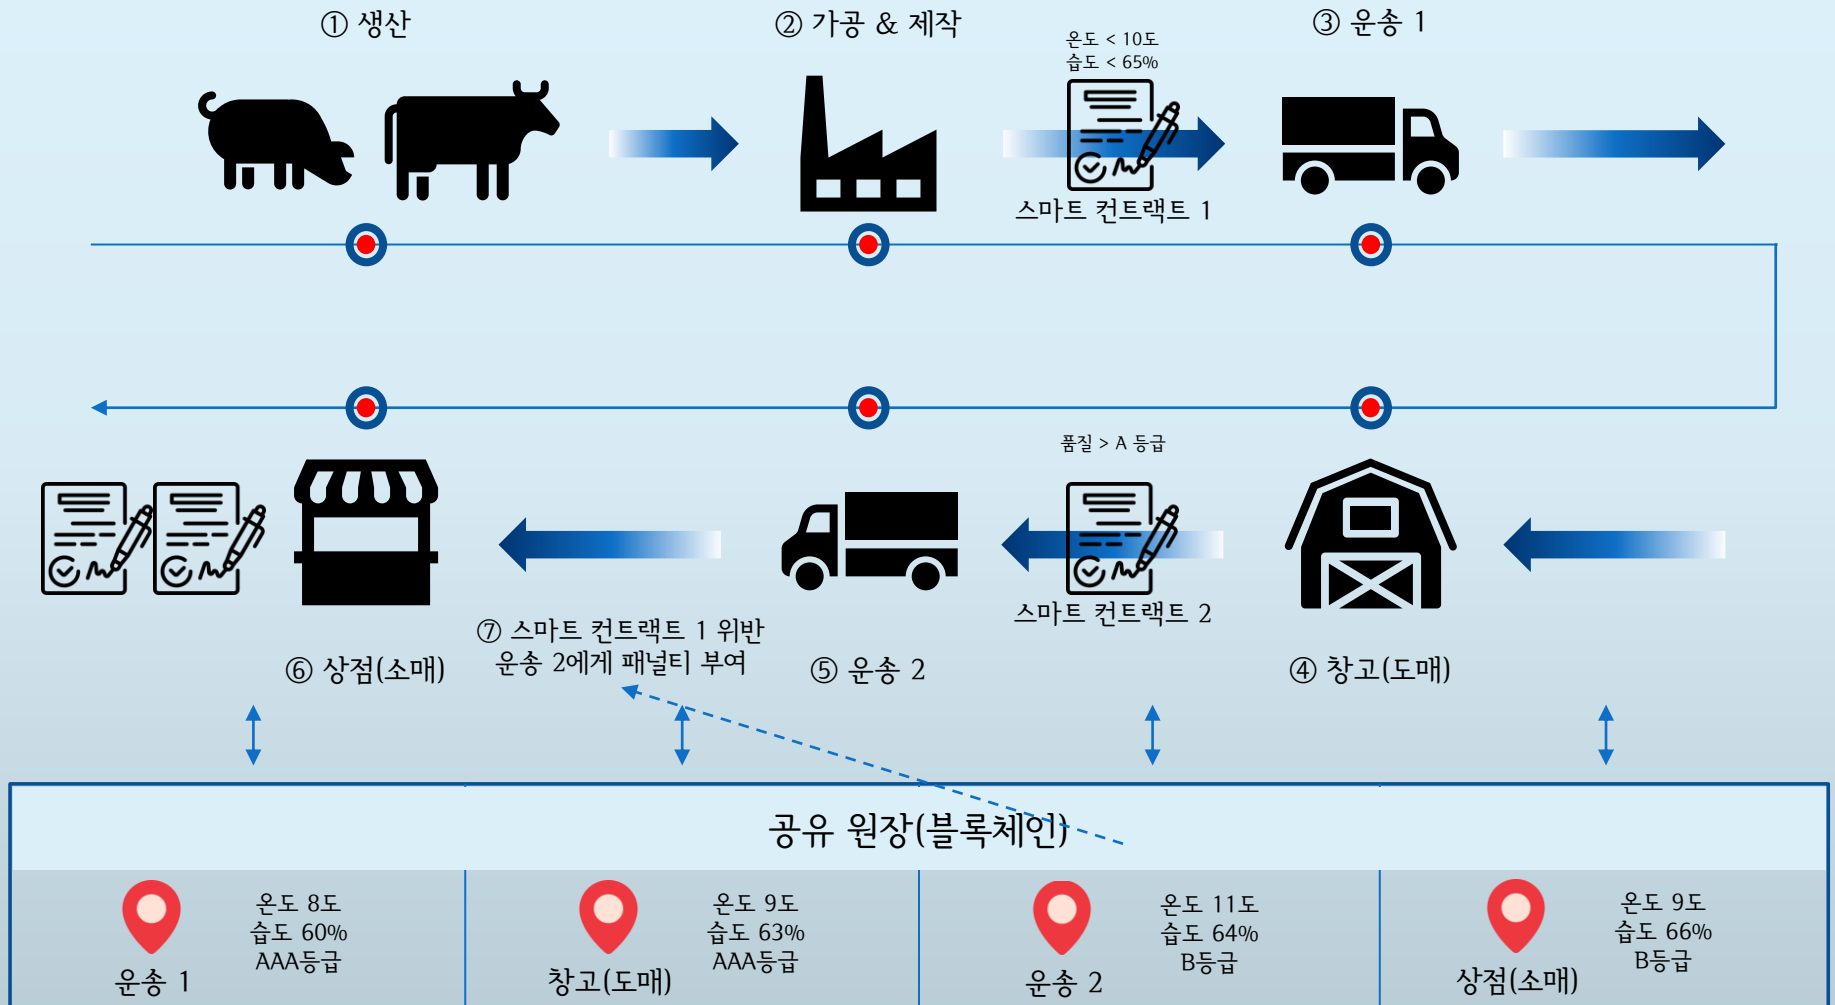 ① 생산
② 가공 & 제작
온도 < 10도
습도 < 65%
③ 운송 1
스마트 컨트랙트 1
품질 > A 등급
스마트 컨트랙트 2
⑦ 스마트 컨트랙트 1 위반
운송 2에게 패널티 부여
⑥ 상점(소매)
⑤ 운송 2
④ 창고(도매)
공유 원장(블록체인)
온도 8도
습도 60%
AAA등급
운송 1
온도 9도
습도 63%
AAA등급
창고(도매)
온도 11도
습도 64%
B등급
운송 2
온도 9도
습도 66%
B등급
상점(소매)